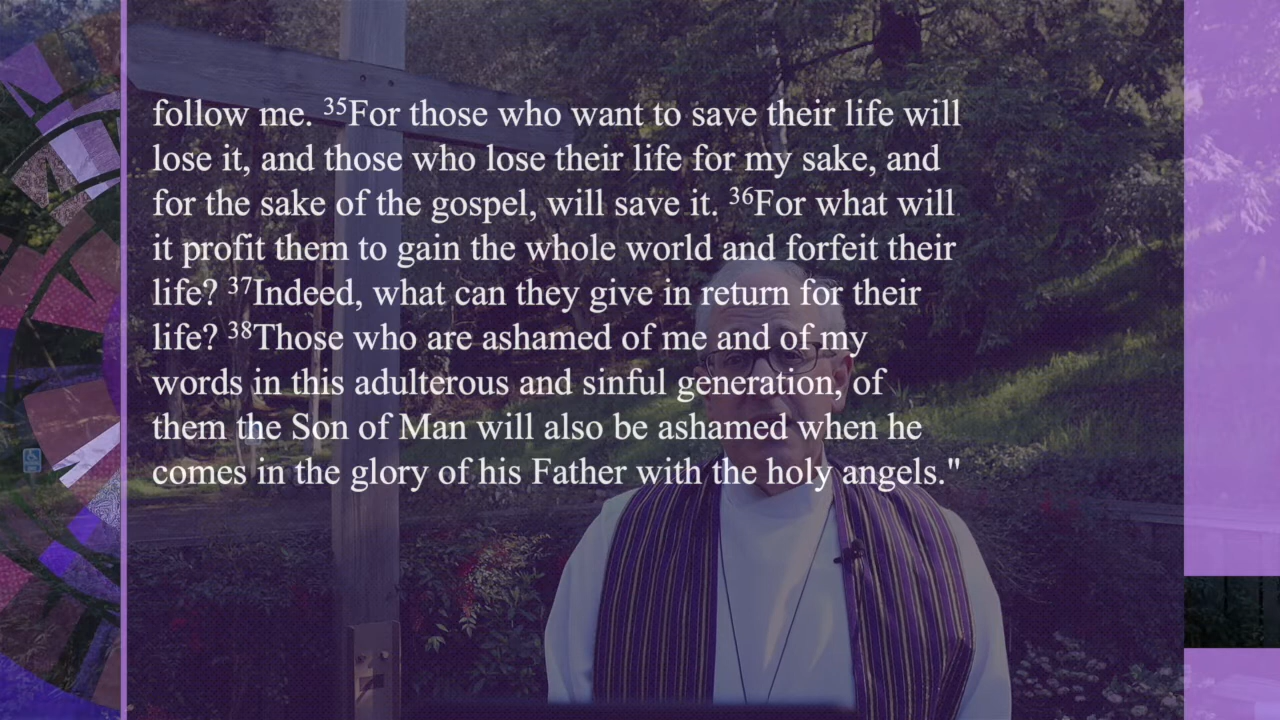 follow me. ³⁵For those who want to save their life will
lose it, and those who lose their life for my sake, and
for the sake of the gospel, will save it. ³⁶For what will
it profit them to gain the whole world and forfeit their
life? ³⁷Indeed, what can they give in return for their
life? ³⁸Those who are ashamed of me and of my
words in this adulterous and sinful generation, of
them the Son of Man will also be ashamed when he
comes in the glory of his Father with the holy angels."